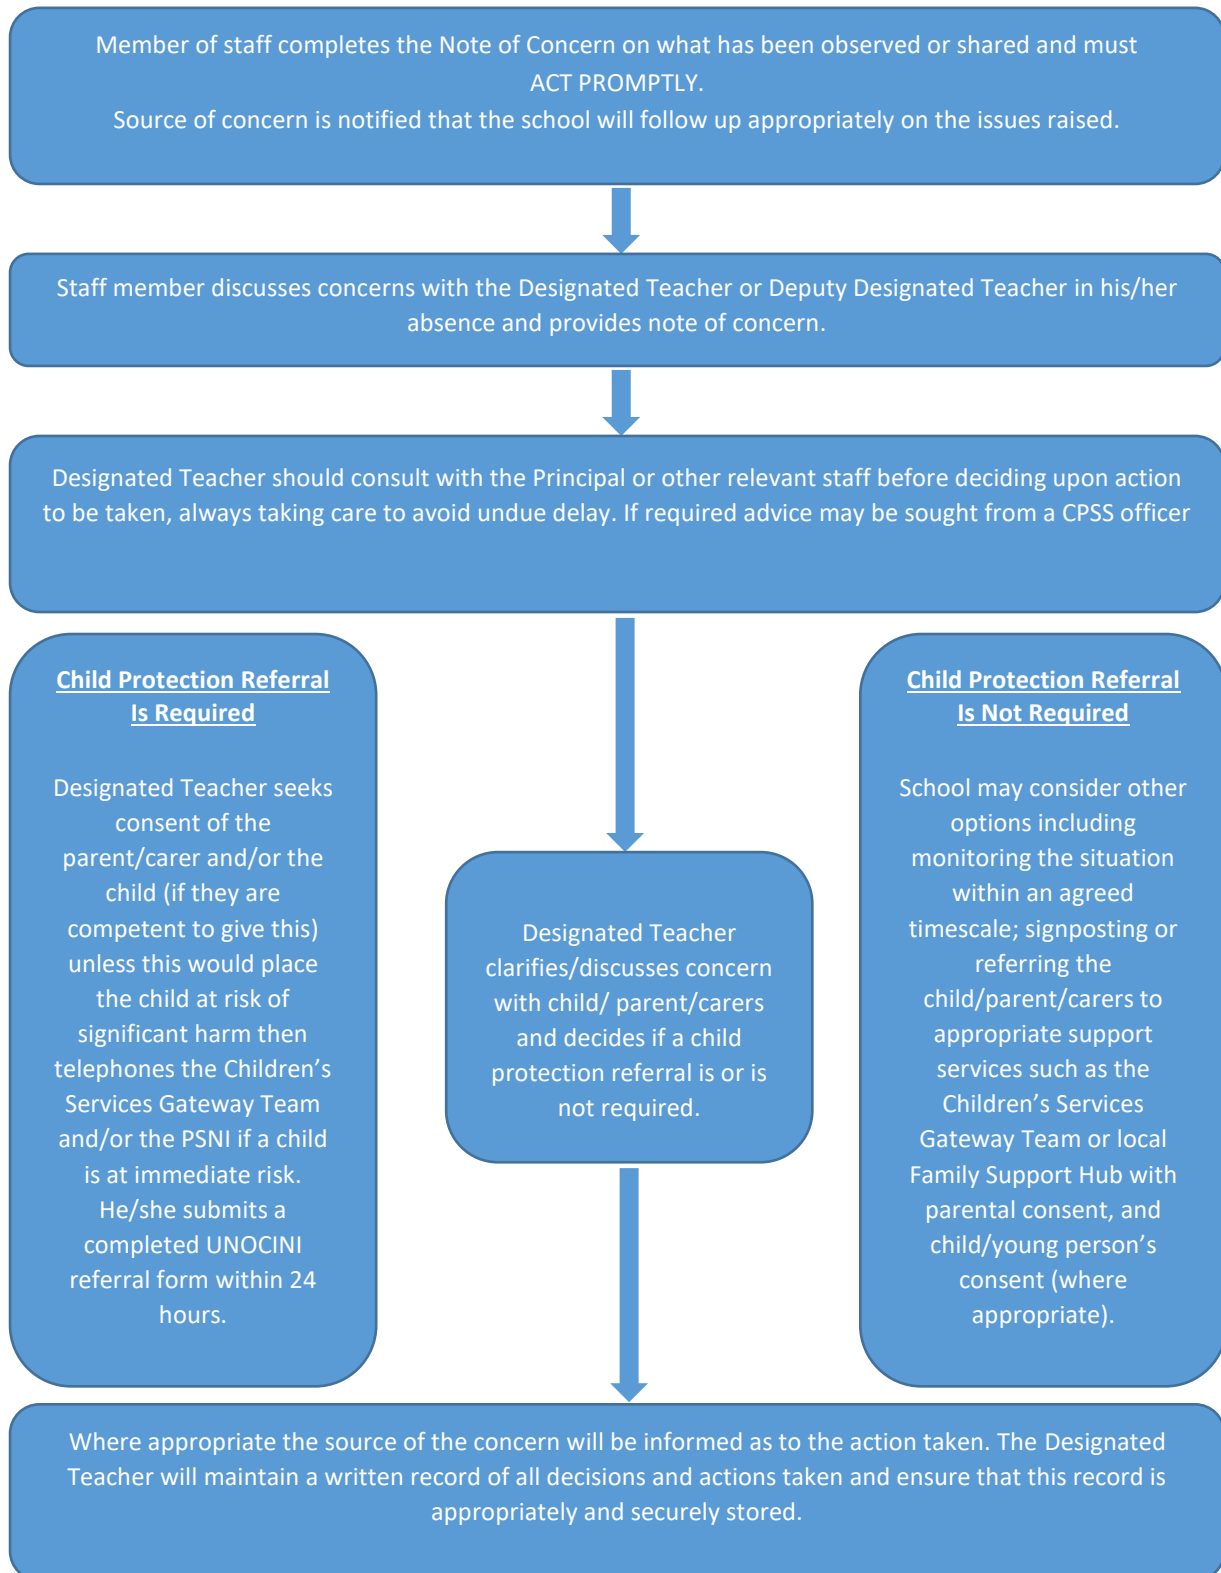 Member of staff completes the Note of Concern on what has been observed or shared and must
ACT PROMPTLY.
Source of concern is notified that the school will follow up appropriately on the issues raised.
Staff member discusses concerns with the Designated Teacher or Deputy Designated Teacher in his/her
absence and provides note of concern.
Designated Teacher should consult with the Principal or other relevant staff before deciding upon action
to be taken, always taking care to avoid undue delay. If required advice may be sought from a CPSS officer
Child Protection Referral
Is Required
Designated Teacher seeks
consent of the
parent/carer and/or the
child (if they are
competent to give this)
unless this would place
the child at risk of
significant harm then
telephones the Children’s
Services Gateway Team
and/or the PSNI if a child
is at immediate risk.
He/she submits a
completed UNOCINI
referral form within 24
hours.
Designated Teacher
clarifies/discusses concern
with child/ parent/carers
and decides if a child
protection referral is or is
not required.
Child Protection Referral
Is Not Required
School may consider other
options including
monitoring the situation
within an agreed
timescale; signposting or
referring the
child/parent/carers to
appropriate support
services such as the
Children’s Services
Gateway Team or local
Family Support Hub with
parental consent, and
child/young person’s
consent (where
appropriate).
Where appropriate the source of the concern will be informed as to the action taken. The Designated
Teacher will maintain a written record of all decisions and actions taken and ensure that this record is
appropriately and securely stored.